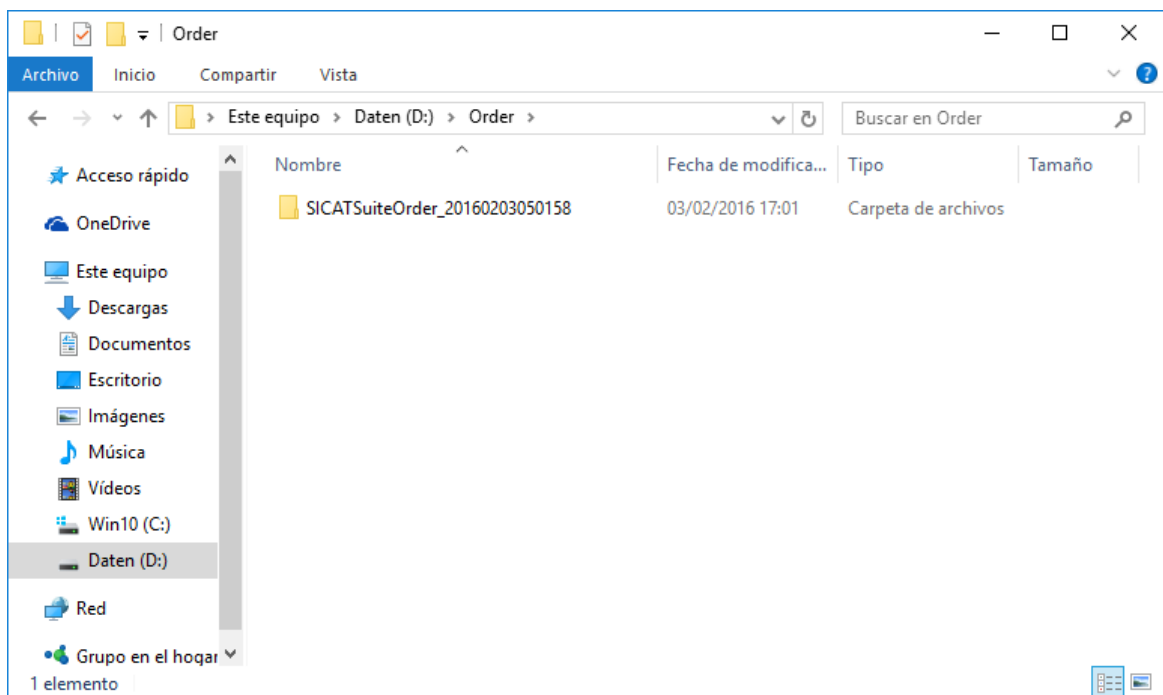 Order
Archivo Inicio Compartir Vista
Este equipo Daten (D:) Order Buscar en Order
Nombre Fecha de modifica... Tipo Tamaño
SICATSuiteOrder_20160203050158 03/02/2016 17:01 Carpeta de archivos
Acceso rápido
OneDrive
Este equipo
Descargas
Documentos
Escritorio
Imágenes
Música
Vídeos
Win10 (C:)
Daten (D:)
Red
Grupo en el hogar
1 elemento